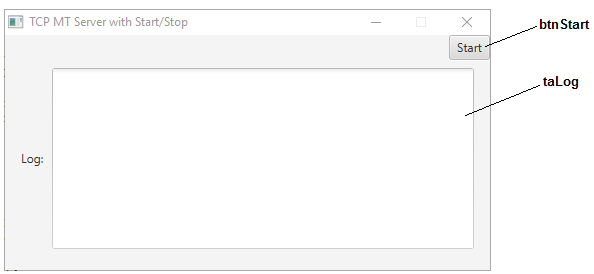 TCP MT Server with Start/Stop
btnStart
Start
taLog
Log: